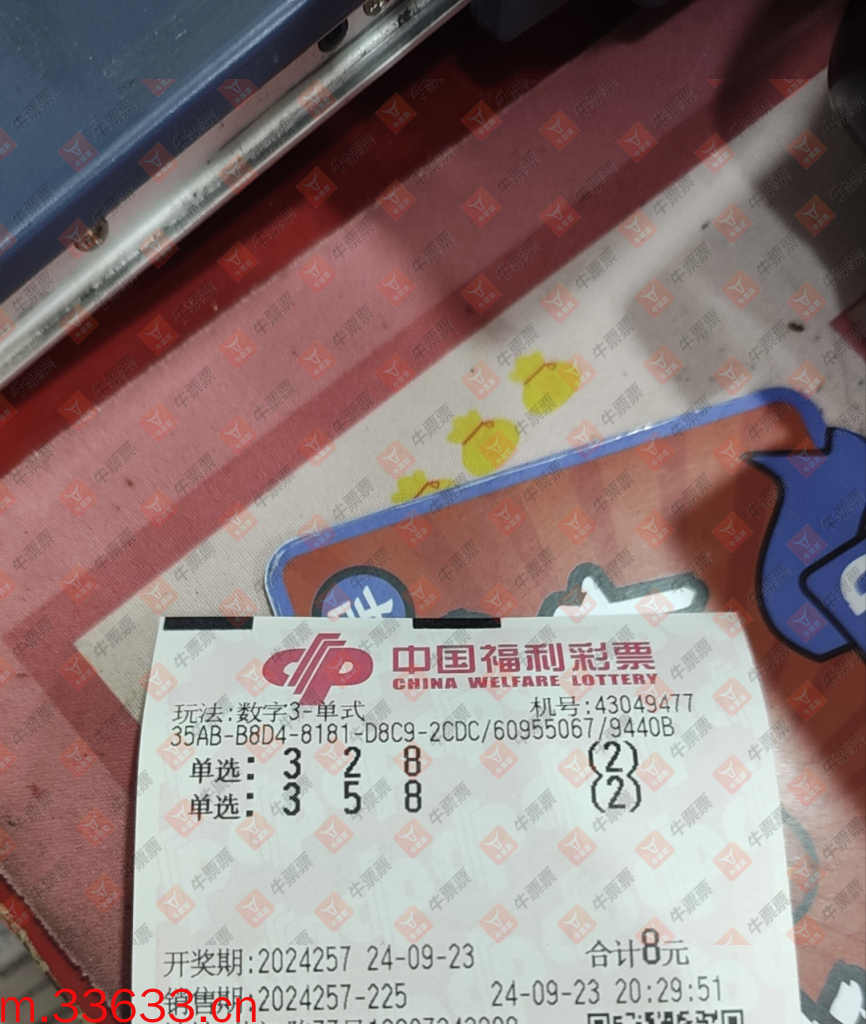 中国福利彩票
CHINA WELFARE LOTTERY
玩法:数字3-单式 机号:43049477
35AB-B8D4-8181-D8C9-2CDC/60955067/9440B
单选: 3 2 8 (2)
单选: 3 5 8 (2)
开奖期:2024257 24-09-23 合计8元
销售期:2024257-225 24-09-23 20:29:51
m.33633.cn
牛票票